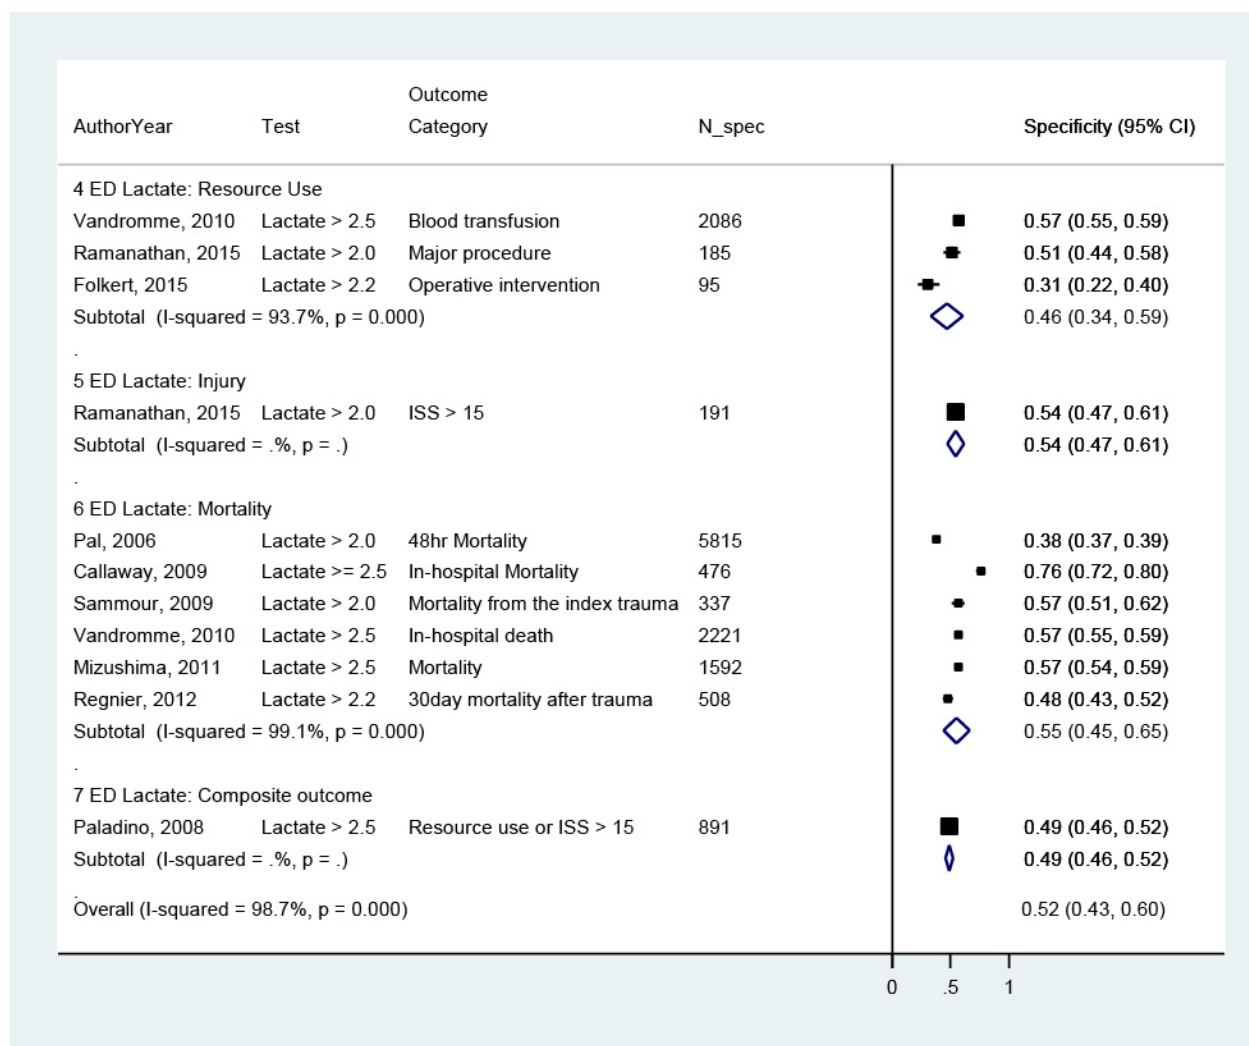 Outcome
AuthorYear Test Category N_spec Specificity (95% CI)
4 ED Lactate: Resource Use
Vandromme, 2010 Lactate > 2.5 Blood transfusion 2086 0.57 (0.55, 0.59)
Ramanathan, 2015 Lactate > 2.0 Major procedure 185 0.51 (0.44, 0.58)
Folkert, 2015 Lactate > 2.2 Operative intervention 95 0.31 (0.22, 0.40)
Subtotal (I-squared = 93.7%, p = 0.000) 0.46 (0.34, 0.59)
.
5 ED Lactate: Injury
Ramanathan, 2015 Lactate > 2.0 ISS > 15 191 0.54 (0.47, 0.61)
Subtotal (I-squared = .%, p = .) 0.54 (0.47, 0.61)
.
6 ED Lactate: Mortality
Pal, 2006 Lactate > 2.0 48hr Mortality 5815 0.38 (0.37, 0.39)
Callaway, 2009 Lactate >= 2.5 In-hospital Mortality 476 0.76 (0.72, 0.80)
Sammour, 2009 Lactate > 2.0 Mortality from the index trauma 337 0.57 (0.51, 0.62)
Vandromme, 2010 Lactate > 2.5 In-hospital death 2221 0.57 (0.55, 0.59)
Mizushima, 2011 Lactate > 2.5 Mortality 1592 0.57 (0.54, 0.59)
Regnier, 2012 Lactate > 2.2 30day mortality after trauma 508 0.48 (0.43, 0.52)
Subtotal (I-squared = 99.1%, p = 0.000) 0.55 (0.45, 0.65)
.
7 ED Lactate: Composite outcome
Paladino, 2008 Lactate > 2.5 Resource use or ISS > 15 891 0.49 (0.46, 0.52)
Subtotal (I-squared = .%, p = .) 0.49 (0.46, 0.52)
.
Overall (I-squared = 98.7%, p = 0.000) 0.52 (0.43, 0.60)
0 .5 1